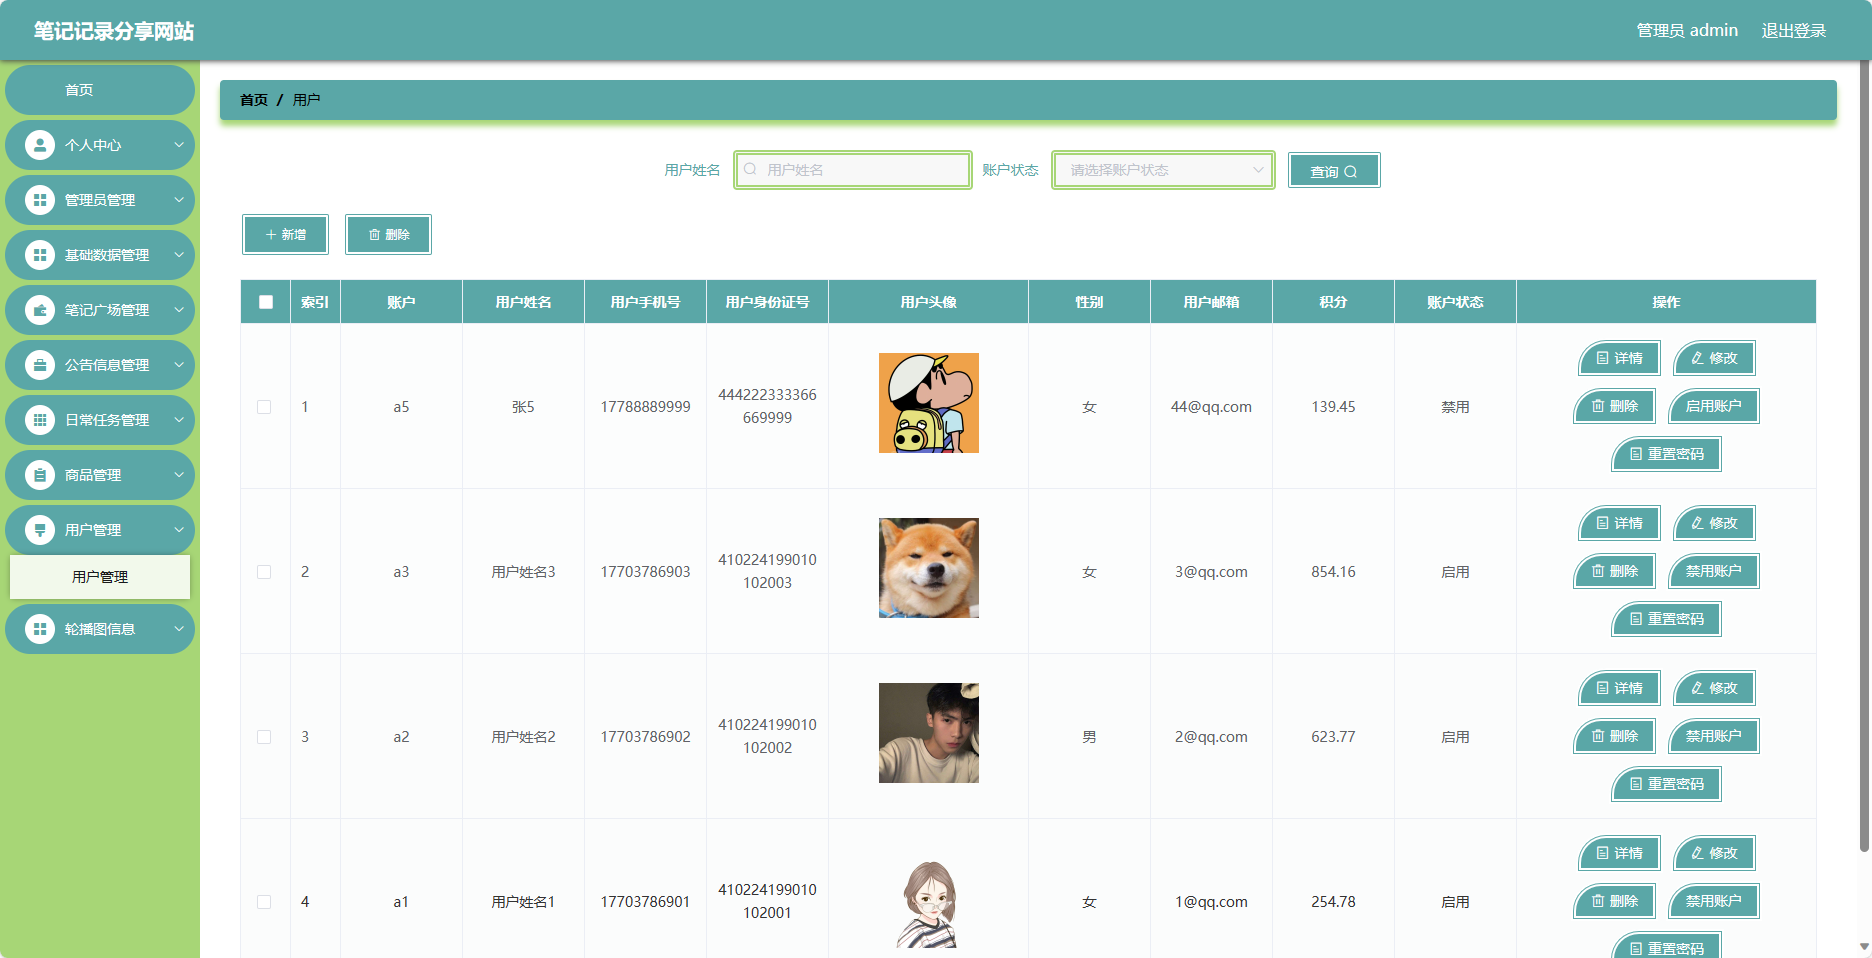 笔记记录分享网站
管理员 admin 退出登录
首页
个人中心
管理员管理
基础数据管理
笔记广场管理
公告信息管理
日常任务管理
商品管理
用户管理
用户管理
轮播图信息
首页 / 用户
用户姓名 用户姓名 账户状态 请选择账户状态 查询
新增 删除
索引 账户 用户姓名 用户手机号 用户身份证号 用户头像 性别 用户邮箱 积分 账户状态 操作
1 a5 张5 17788889999 444222333366 女 44@qq.com 139.45 禁用
669999
详情 修改
删除 启用账户
重置密码
2 a3 用户姓名3 17703786903 410224199010 女 3@qq.com 854.16 启用
102003
详情 修改
删除 禁用账户
重置密码
3 a2 用户姓名2 17703786902 410224199010 男 2@qq.com 623.77 启用
102002
详情 修改
删除 禁用账户
重置密码
4 a1 用户姓名1 17703786901 410224199010 女 1@qq.com 254.78 启用
102001
详情 修改
删除 禁用账户
重置密码